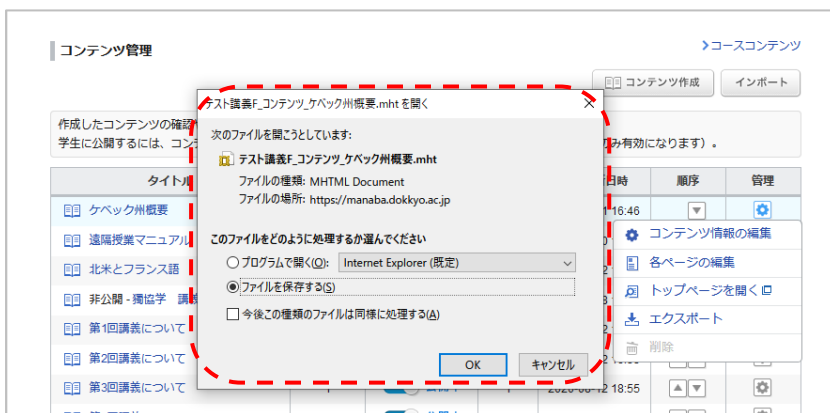 コンテンツ管理
>コースコンテンツ
コンテンツ作成
インポート
作成したコンテンツの確認
学生に公開するには、コン
み有効になります）。
タイトル
日時
順序
管理
ケベック州概要
16:46
遠隔授業マニュアル
北米とフランス語
非公開 - 獨協学
第1回講義について
第2回講義について
第3回講義について
12 18:55
テスト講義F_コンテンツ_ケベック州概要.mht を開く
次のファイルを開こうとしています:
テスト講義F_コンテンツ_ケベック州概要.mht
ファイルの種類: MHTML Document
ファイルの場所: https://manaba.dokkyo.ac.jp
このファイルをどのように処理するか選んでください
プログラムで開く(O): Internet Explorer (既定)
ファイルを保存する(S)
今後この種類のファイルは同様に処理する(A)
OK
キャンセル
コンテンツ情報の編集
各ページの編集
トップページを開く
エクスポート
削除